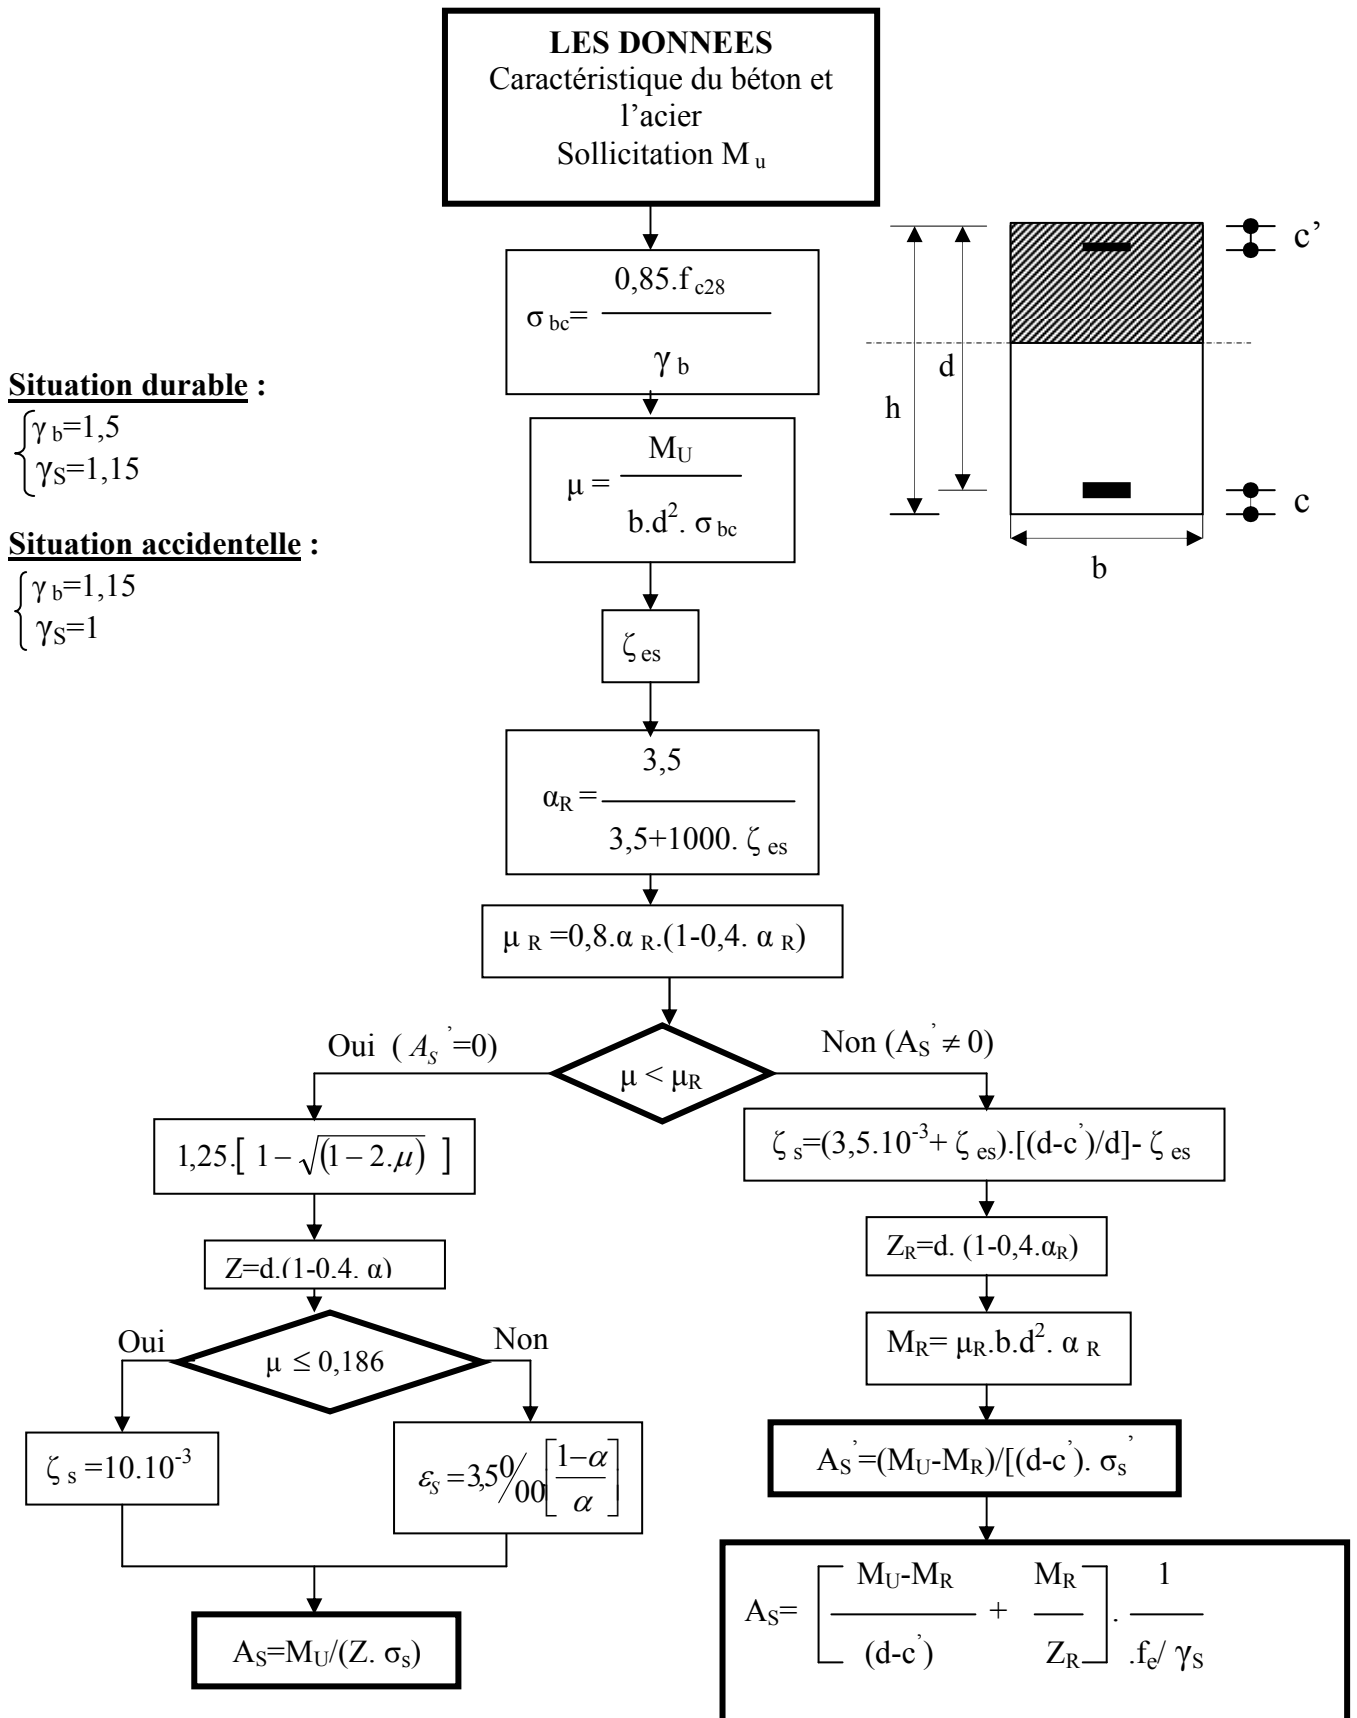 LES DONNEES
Caractéristique du béton et
l’acier
Sollicitation M u
σ bc= 0,85.f c28 / γ b
c’
d
h
c
b
Situation durable :
γ b=1,5
γS=1,15
Situation accidentelle :
γ b=1,15
γS=1
μ = MU / b.d². σ bc
ζ es
αR = 3,5 / 3,5+1000. ζ es
μ R =0,8.α R.(1-0,4. α R)
μ < μR
Oui ( AS ’=0)
Non (AS’ ≠ 0)
1,25.[ 1−√(1−2.μ) ]
Z=d.(1-0.4. α)
μ ≤ 0,186
Oui
Non
ζ s =10.10-3
εS =3,50/00[1−α / α]
AS=MU/(Z. σs)
ζ s=(3,5.10-3+ ζ es).[(d-c’)/d]- ζ es
ZR=d. (1-0,4.αR)
MR= μR.b.d². α R
AS’=(MU-MR)/[(d-c’). σs’
AS= [ MU-MR / (d-c’) + MR / ZR ] . 1 / .fe/ γS